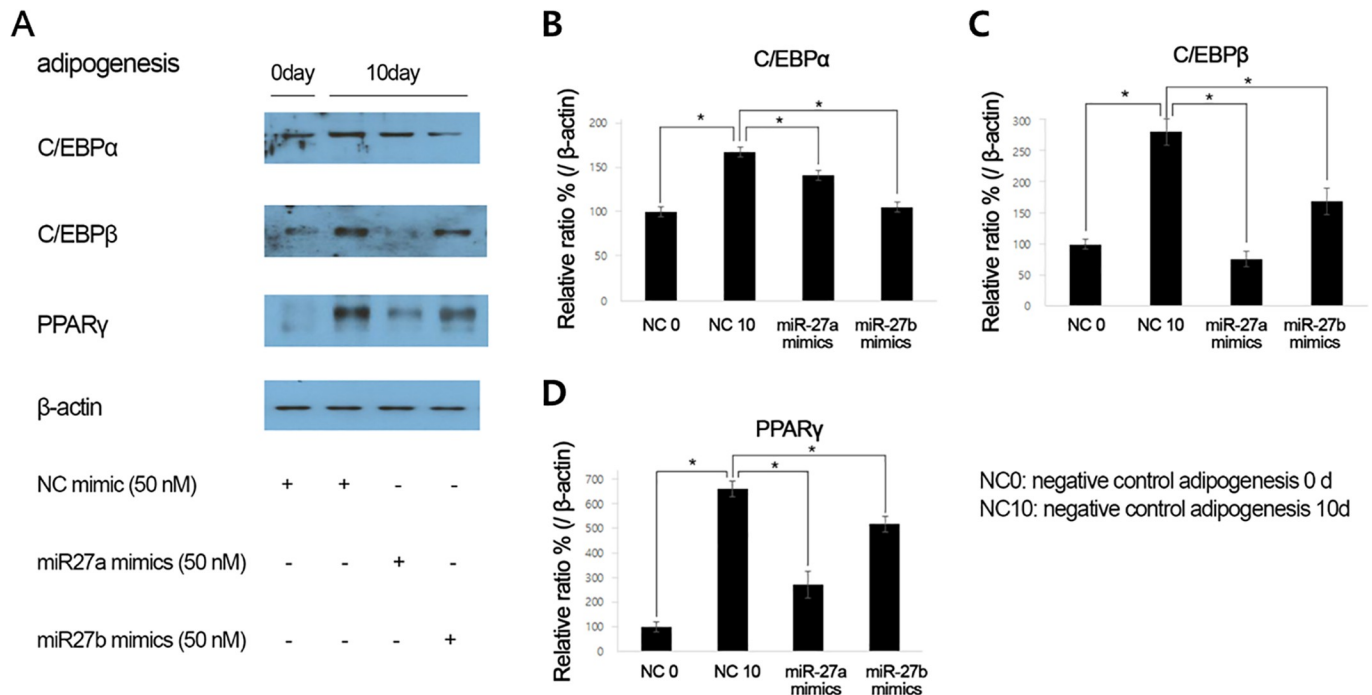 A
adipogenesis
0day
10day
C/EBPα
C/EBPβ
PPARγ
β-actin
NC mimic (50 nM) + + - -
miR27a mimics (50 nM) - - + -
miR27b mimics (50 nM) - - - +
B
C/EBPα
Relative ratio % (/ β-actin)
200
150
100
50
0
*
*
*
NC 0
NC 10
miR-27a
mimics
miR-27b
mimics
C
C/EBPβ
Relative ratio % (/ β-actin)
300
250
200
150
100
50
0
*
*
*
NC 0
NC 10
miR-27a
mimics
miR-27b
mimics
D
PPARγ
Relative ratio % (/ β-actin)
700
600
500
400
300
200
100
0
*
*
*
NC 0
NC 10
miR-27a
mimics
miR-27b
mimics
NC0: negative control adipogenesis 0 d
NC10: negative control adipogenesis 10d